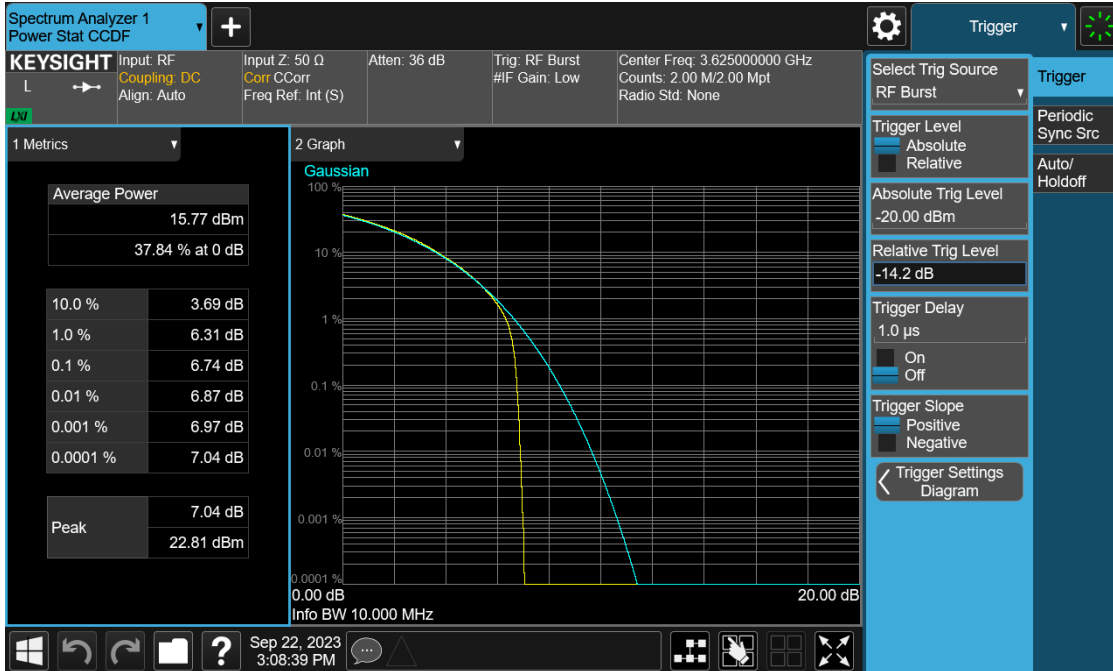 Spectrum Analyzer 1
Power Stat CCDF
+
Trigger
KEYSIGHT
L
LXI
Input: RF
Coupling: DC
Align: Auto
Input Z: 50 Ω
Corr CCorr
Freq Ref: Int (S)
Atten: 36 dB
Trig: RF Burst
#IF Gain: Low
Center Freq: 3.625000000 GHz
Counts: 2.00 M/2.00 Mpt
Radio Std: None
1 Metrics
Average Power
15.77 dBm
37.84 % at 0 dB
10.0 % 3.69 dB
1.0 % 6.31 dB
0.1 % 6.74 dB
0.01 % 6.87 dB
0.001 % 6.97 dB
0.0001 % 7.04 dB
Peak
7.04 dB
22.81 dBm
2 Graph
Gaussian
100 %
10 %
1 %
0.1 %
0.01 %
0.001 %
0.0001 %
0.00 dB 20.00 dB
Info BW 10.000 MHz
Select Trig Source
RF Burst
Trigger Level
Absolute
Relative
Absolute Trig Level
-20.00 dBm
Relative Trig Level
-14.2 dB
Trigger Delay
1.0 µs
On
Off
Trigger Slope
Positive
Negative
Trigger Settings
Diagram
Trigger
Periodic
Sync Src
Auto/
Holdoff
?
Sep 22, 2023
3:08:39 PM